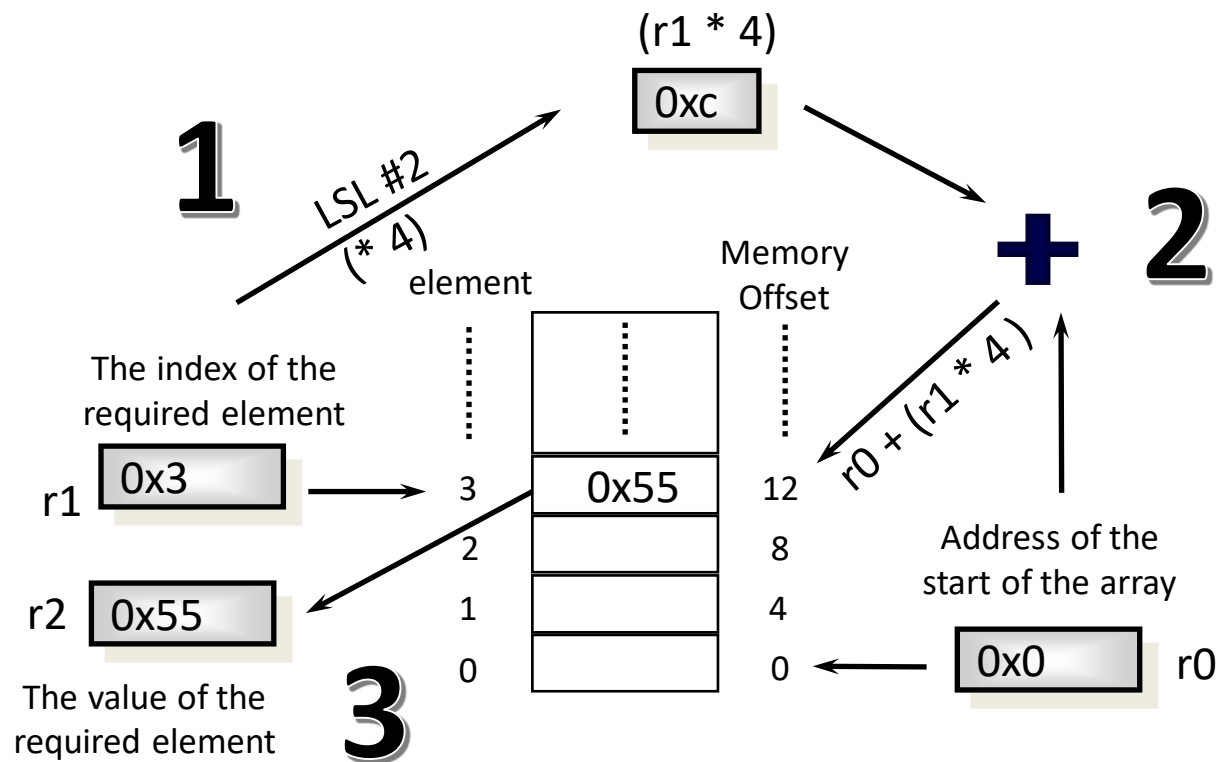 (r1 * 4)
0xc
1
LSL #2
(* 4)
2
element
Memory
Offset
r0 + (r1 * 4 )
The index of the
required element
r1
0x3
3
0x55
12
2
8
Address of the
start of the array
r2
0x55
1
4
0
0
0x0
r0
The value of the
required element
3